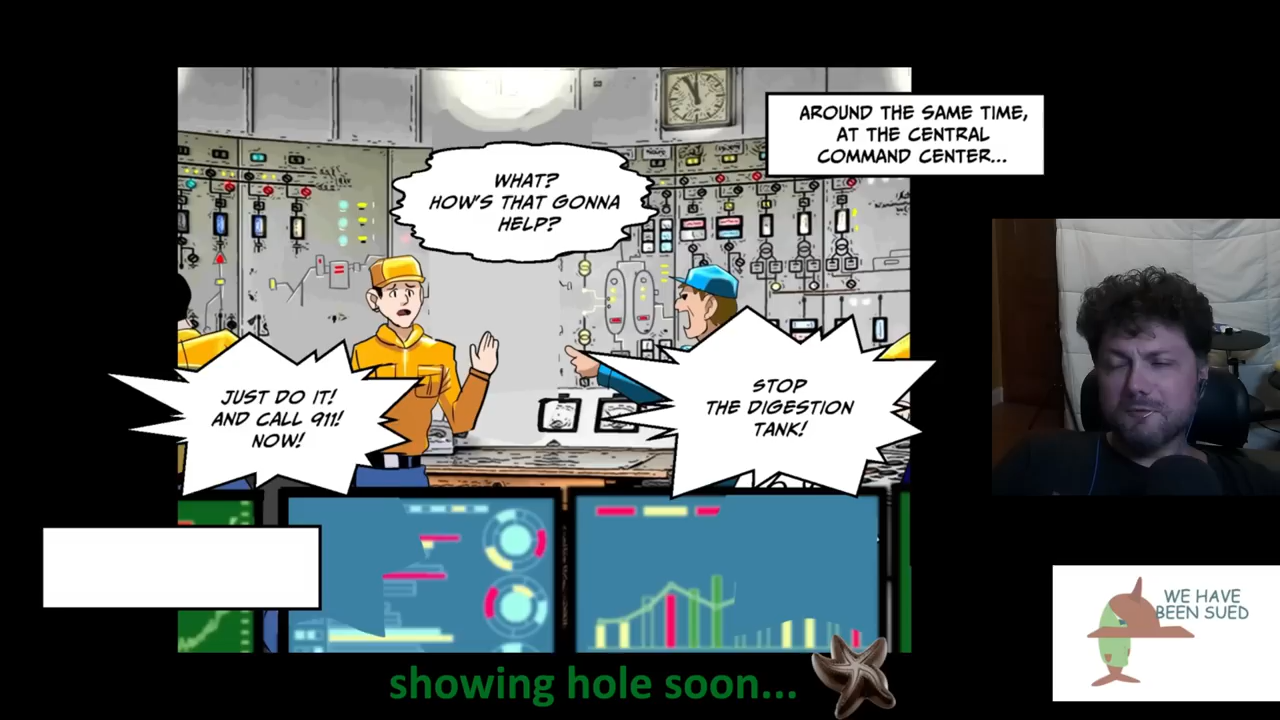 AROUND THE SAME TIME,
AT THE CENTRAL
COMMAND CENTER...
WHAT?
HOW'S THAT GONNA
HELP?
JUST DO IT!
AND CALL 911!
NOW!
STOP
THE DIGESTION
TANK!
WE HAVE
BEEN SUED
showing hole soon...